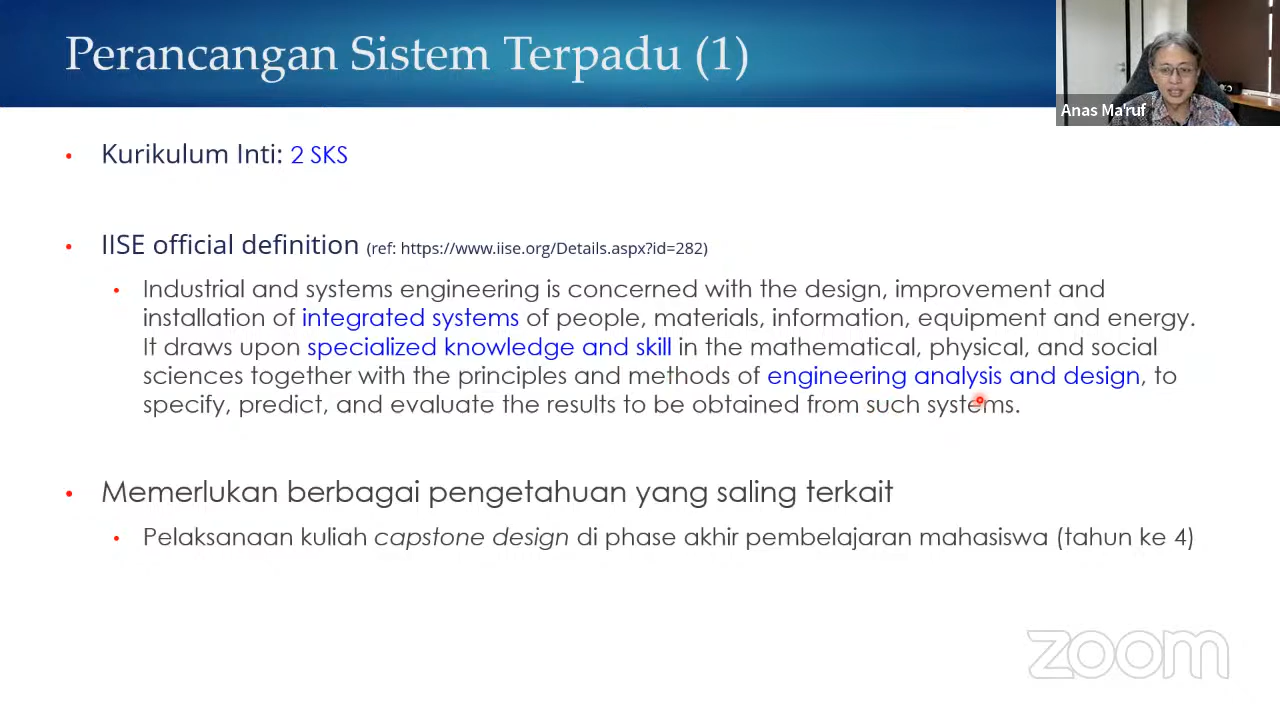 Perancangan Sistem Terpadu (1)
Anas Ma'ruf
• Kurikulum Inti: 2 SKS
• IISE official definition (ref: https://www.iise.org/Details.aspx?id=282)
• Industrial and systems engineering is concerned with the design, improvement and
installation of integrated systems of people, materials, information, equipment and energy.
It draws upon specialized knowledge and skill in the mathematical, physical, and social
sciences together with the principles and methods of engineering analysis and design, to
specify, predict, and evaluate the results to be obtained from such systems.
• Memerlukan berbagai pengetahuan yang saling terkait
• Pelaksanaan kuliah capstone design di phase akhir pembelajaran mahasiswa (tahun ke 4)
zoom